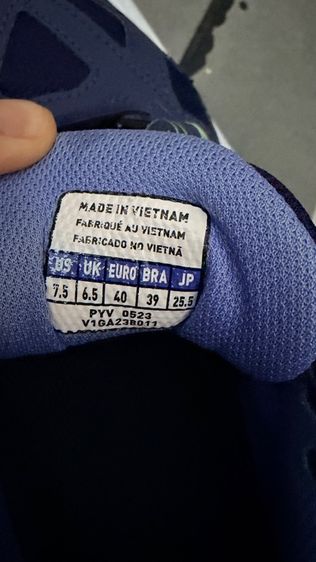 MADE IN VIETNAM
FABRIQUÉ AU VIETNAM
FABRICADO NO VIETNÃ
US UK EURO BRA JP
7.5 6.5 40 39 25.5
PYV 0523
V1GA238011